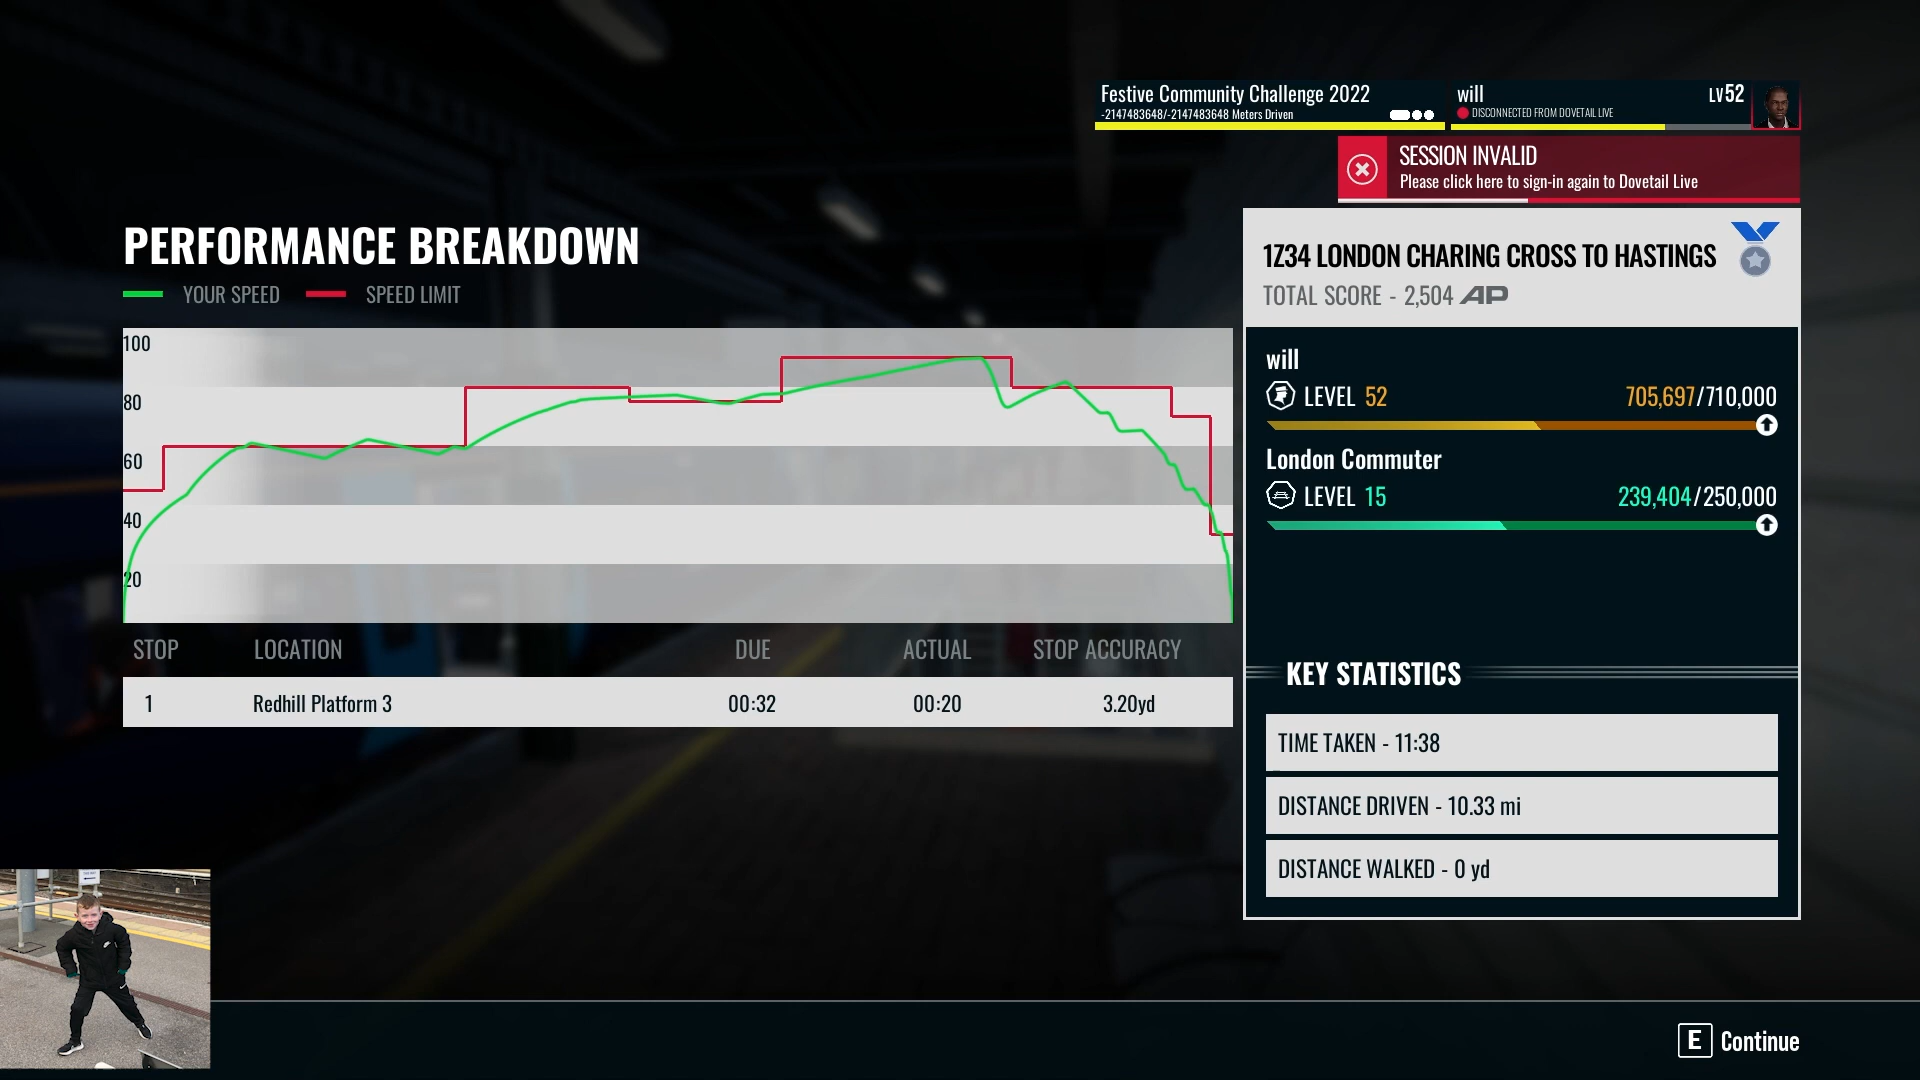 Festive Community Challenge 2022
-2147483648/-2147483648 Meters Driven
will
LV52
DISCONNECTED FROM DOVETAIL LIVE
SESSION INVALID
Please click here to sign-in again to Dovetail Live
PERFORMANCE BREAKDOWN
YOUR SPEED
SPEED LIMIT
100
80
60
40
20
STOP LOCATION DUE ACTUAL STOP ACCURACY
1 Redhill Platform 3 00:32 00:20 3.20yd
1Z34 LONDON CHARING CROSS TO HASTINGS
TOTAL SCORE - 2,504 AP
will
LEVEL 52 705,697/710,000
London Commuter
LEVEL 15 239,404/250,000
KEY STATISTICS
TIME TAKEN - 11:38
DISTANCE DRIVEN - 10.33 mi
DISTANCE WALKED - 0 yd
E Continue